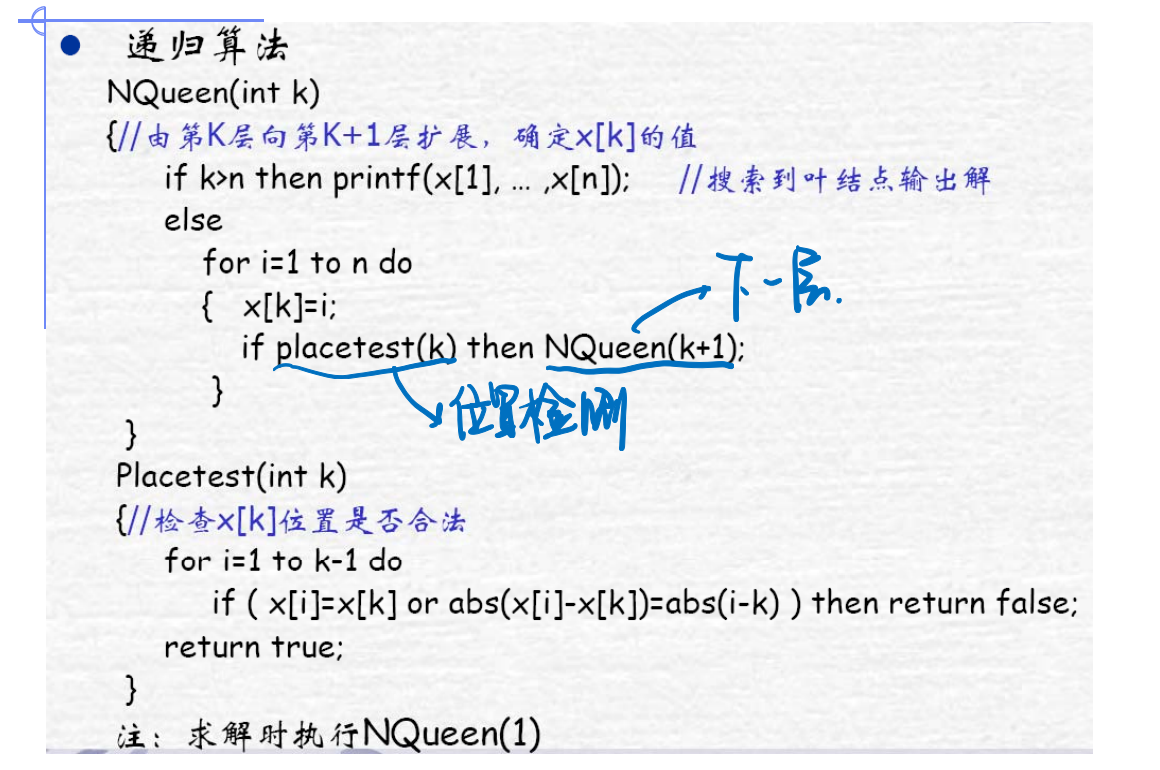 ● 递归算法
NQueen(int k)
{//由第K层向第K+1层扩展，确定x[k]的值
if k>n then printf(x[1], … ,x[n]); //搜索到叶结点输出解
else
for i=1 to n do
{ x[k]=i;
下一层.
if placetest(k) then NQueen(k+1);
}
位置检测
}
Placetest(int k)
{//检查x[k]位置是否合法
for i=1 to k-1 do
if ( x[i]=x[k] or abs(x[i]-x[k])=abs(i-k) ) then return false;
return true;
}
注：求解时执行NQueen(1)